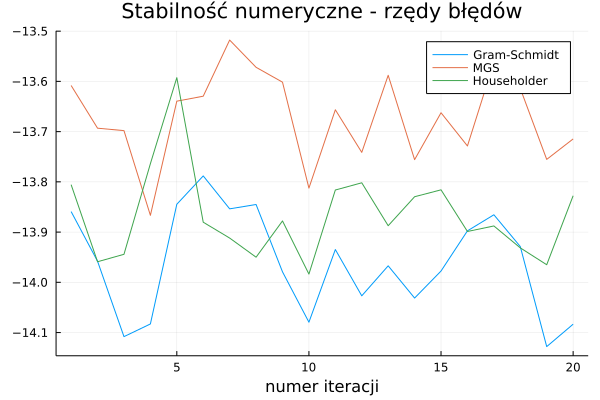 Stabilność numeryczne - rzędy błędów
Gram-Schmidt
MGS
Householder
-13.5
-13.6
-13.7
-13.8
-13.9
-14.0
-14.1
5
10
15
20
numer iteracji